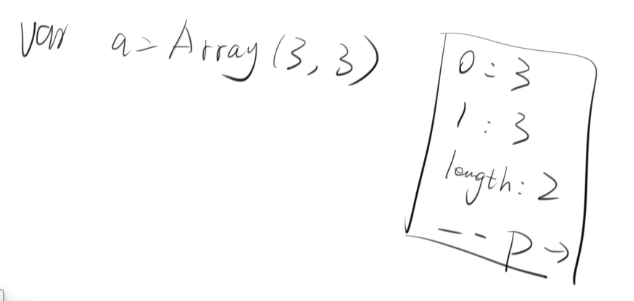 var a = Array(3, 3)
0 : 3
1 : 3
length : 2
-- p →